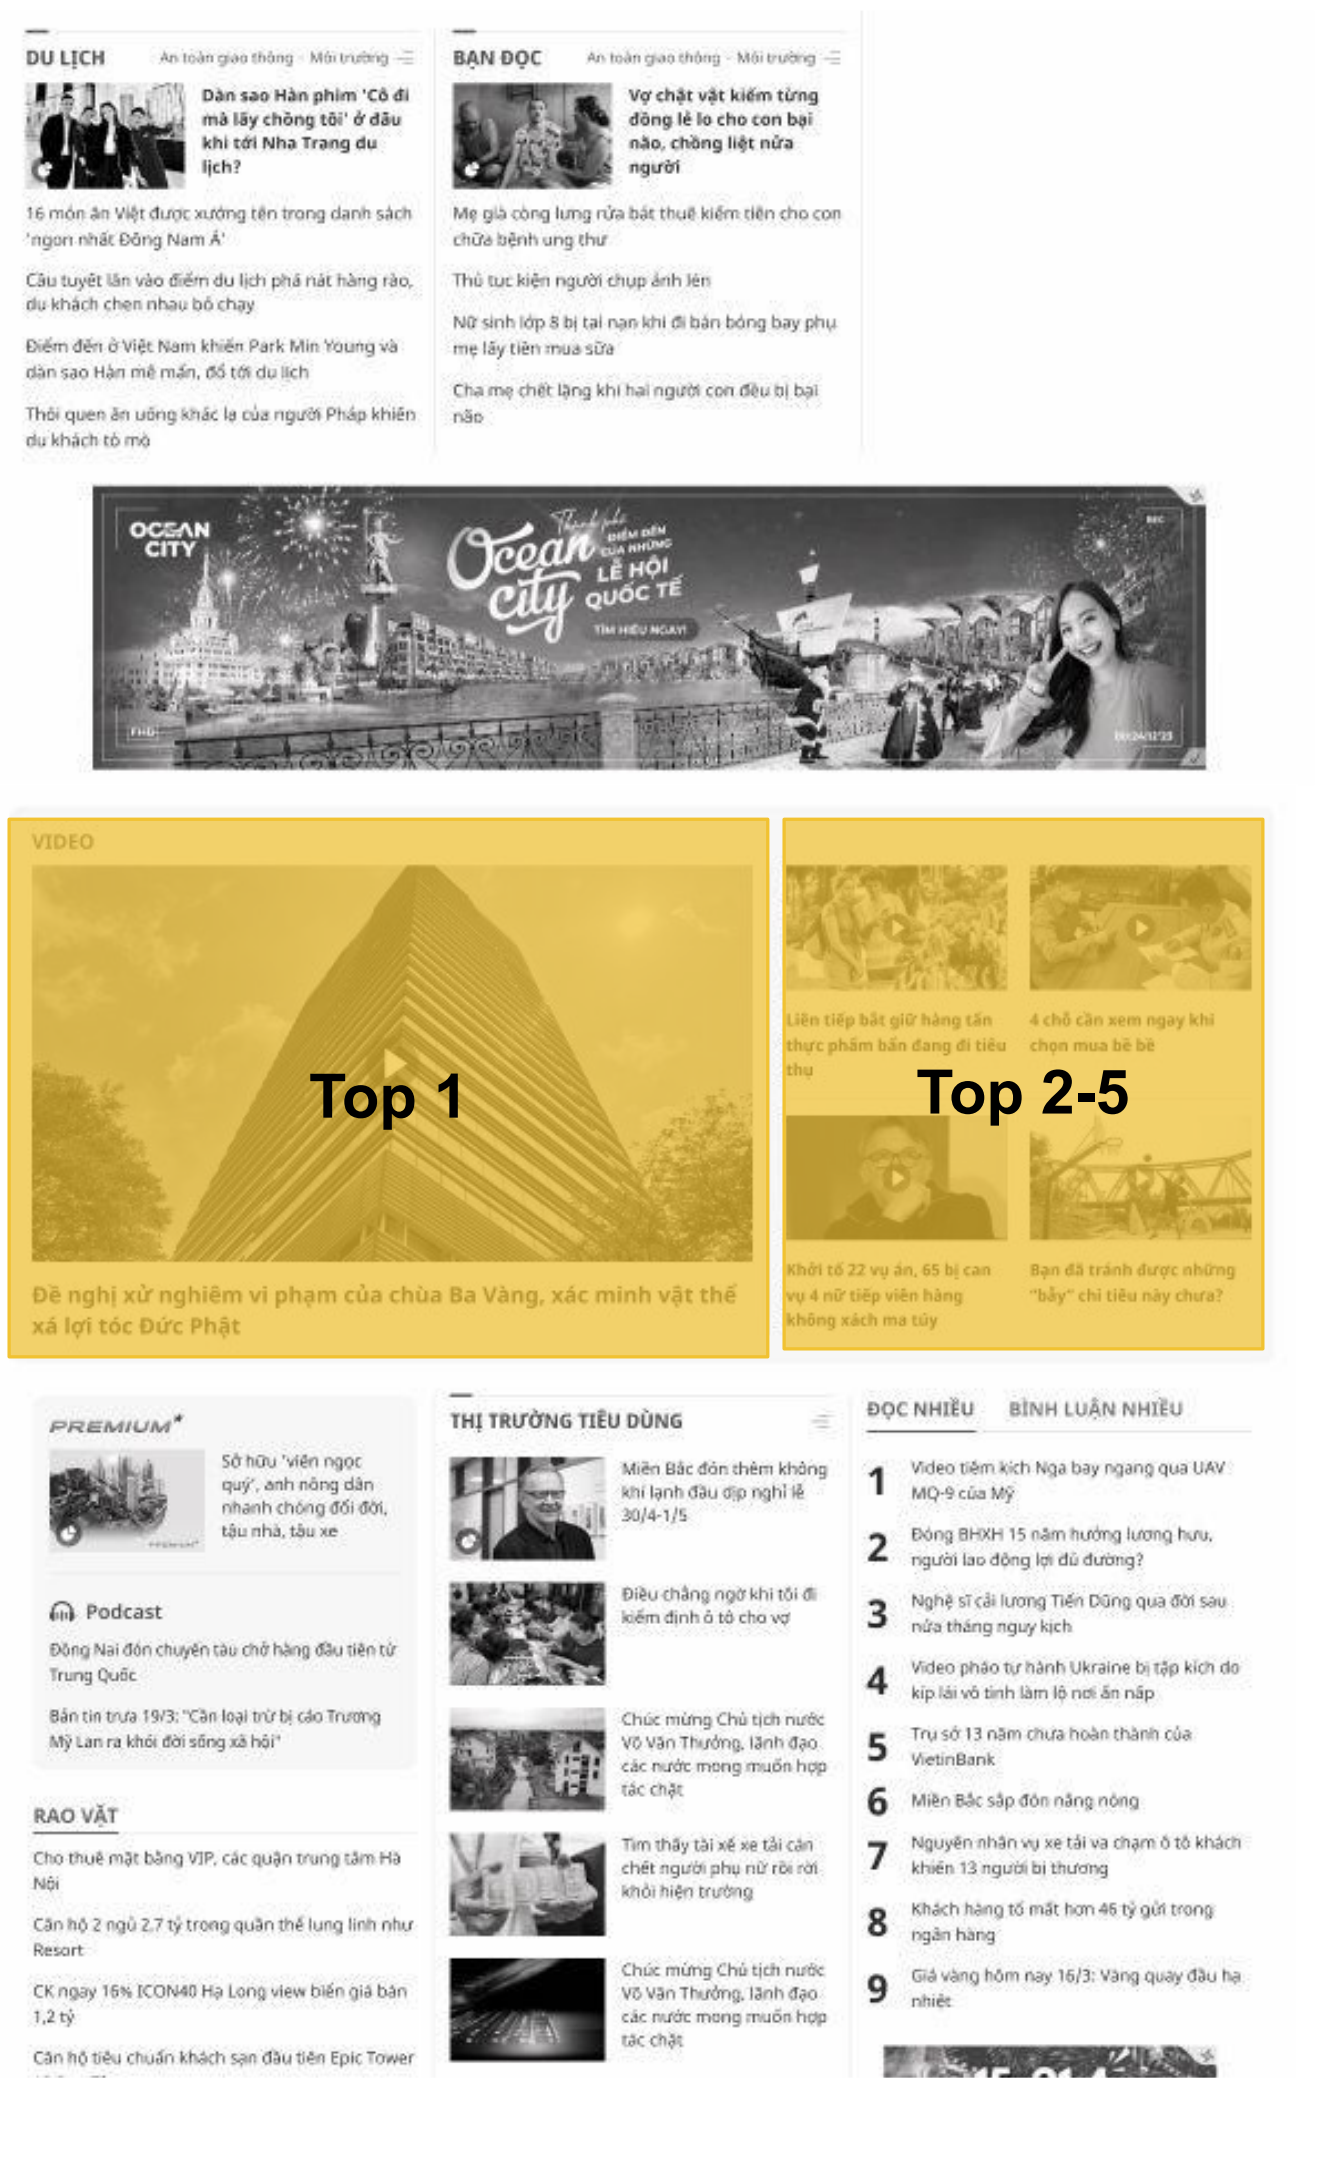 DU LỊCH
An toàn giao thông - Môi trường
Dàn sao Hàn phim 'Cô đi
mà lấy chồng tôi' ở đâu
khi tới Nha Trang du
lịch?
16 món ăn Việt được xướng tên trong danh sách
'ngon nhất Đông Nam Á'
Cầu tuyết lăn vào điểm du lịch phá nát hàng rào,
du khách chen nhau bỏ chạy
Điểm đến ở Việt Nam khiến Park Min Young và
dàn sao Hàn mê mẩn, đổ tới du lịch
Thói quen ăn uống khác lạ của người Pháp khiến
du khách tò mò
BẠN ĐỌC
An toàn giao thông - Môi trường
Vợ chật vật kiếm từng
đồng lẻ lo cho con bại
não, chồng liệt nửa
người
Mẹ già còng lưng rửa bát thuê kiếm tiền cho con
chữa bệnh ung thư
Thủ tục kiện người chụp ảnh lén
Nữ sinh lớp 8 bị tai nạn khi đi bán bóng bay phụ
mẹ lấy tiền mua sữa
Cha mẹ chết lặng khi hai người con đều bị bại
não
OCEAN
CITY
Thành phố
Ocean
city
ĐIỂM ĐẾN
CỦA NHỮNG
LỄ HỘI
QUỐC TẾ
TÌM HIỂU NGAY!
REC
FHD
00:24/12'23
VIDEO
Top 1
Đề nghị xử nghiêm vi phạm của chùa Ba Vàng, xác minh vật thể
xá lợi tóc Đức Phật
Liên tiếp bắt giữ hàng tấn
thực phẩm bẩn đang đi tiêu
thụ
4 chỗ cần xem ngay khi
chọn mua bề bề
Top 2-5
Khởi tố 22 vụ án, 65 bị can
vụ 4 nữ tiếp viên hàng
không xách ma túy
Bạn đã tránh được những
"bẫy" chi tiêu này chưa?
PREMIUM
Sở hữu 'viên ngọc
quý', anh nông dân
nhanh chóng đổi đời,
tậu nhà, tậu xe
PREMIUM
Podcast
Đồng Nai đón chuyến tàu chở hàng đầu tiên từ
Trung Quốc
Bản tin trưa 19/3: "Cần loại trừ bị cáo Trương
Mỹ Lan ra khỏi đời sống xã hội"
RAO VẶT
Cho thuê mặt bằng VIP, các quận trung tâm Hà
Nội
Căn hộ 2 ngủ 2.7 tỷ trong quần thể lung linh như
Resort
CK ngay 16% ICON40 Hạ Long view biển giá bán
1,2 tỷ
Căn hộ tiêu chuẩn khách sạn đầu tiên Epic Tower
THỊ TRƯỜNG TIÊU DÙNG
Miền Bắc đón thêm không
khí lạnh đầu dịp nghỉ lễ
30/4-1/5
Điều chẳng ngờ khi tôi đi
kiểm định ô tô cho vợ
Chúc mừng Chủ tịch nước
Võ Văn Thưởng, lãnh đạo
các nước mong muốn hợp
tác chặt
Tìm thấy tài xế xe tải cán
chết người phụ nữ rồi rời
khỏi hiện trường
Chúc mừng Chủ tịch nước
Võ Văn Thưởng, lãnh đạo
các nước mong muốn hợp
tác chặt
ĐỌC NHIỀU
BÌNH LUẬN NHIỀU
1 Video tiêm kích Nga bay ngang qua UAV
MQ-9 của Mỹ
2 Đóng BHXH 15 năm hưởng lương hưu,
người lao động lợi đủ đường?
3 Nghệ sĩ cải lương Tiến Dũng qua đời sau
nửa tháng nguy kịch
4 Video pháo tự hành Ukraine bị tập kích do
kíp lái vô tình làm lộ nơi ẩn nấp
5 Trụ sở 13 năm chưa hoàn thành của
VietinBank
6 Miền Bắc sắp đón nắng nóng
7 Nguyên nhân vụ xe tải va chạm ô tô khách
khiến 13 người bị thương
8 Khách hàng tố mất hơn 46 tỷ gửi trong
ngân hàng
9 Giá vàng hôm nay 16/3: Vàng quay đầu hạ
nhiệt